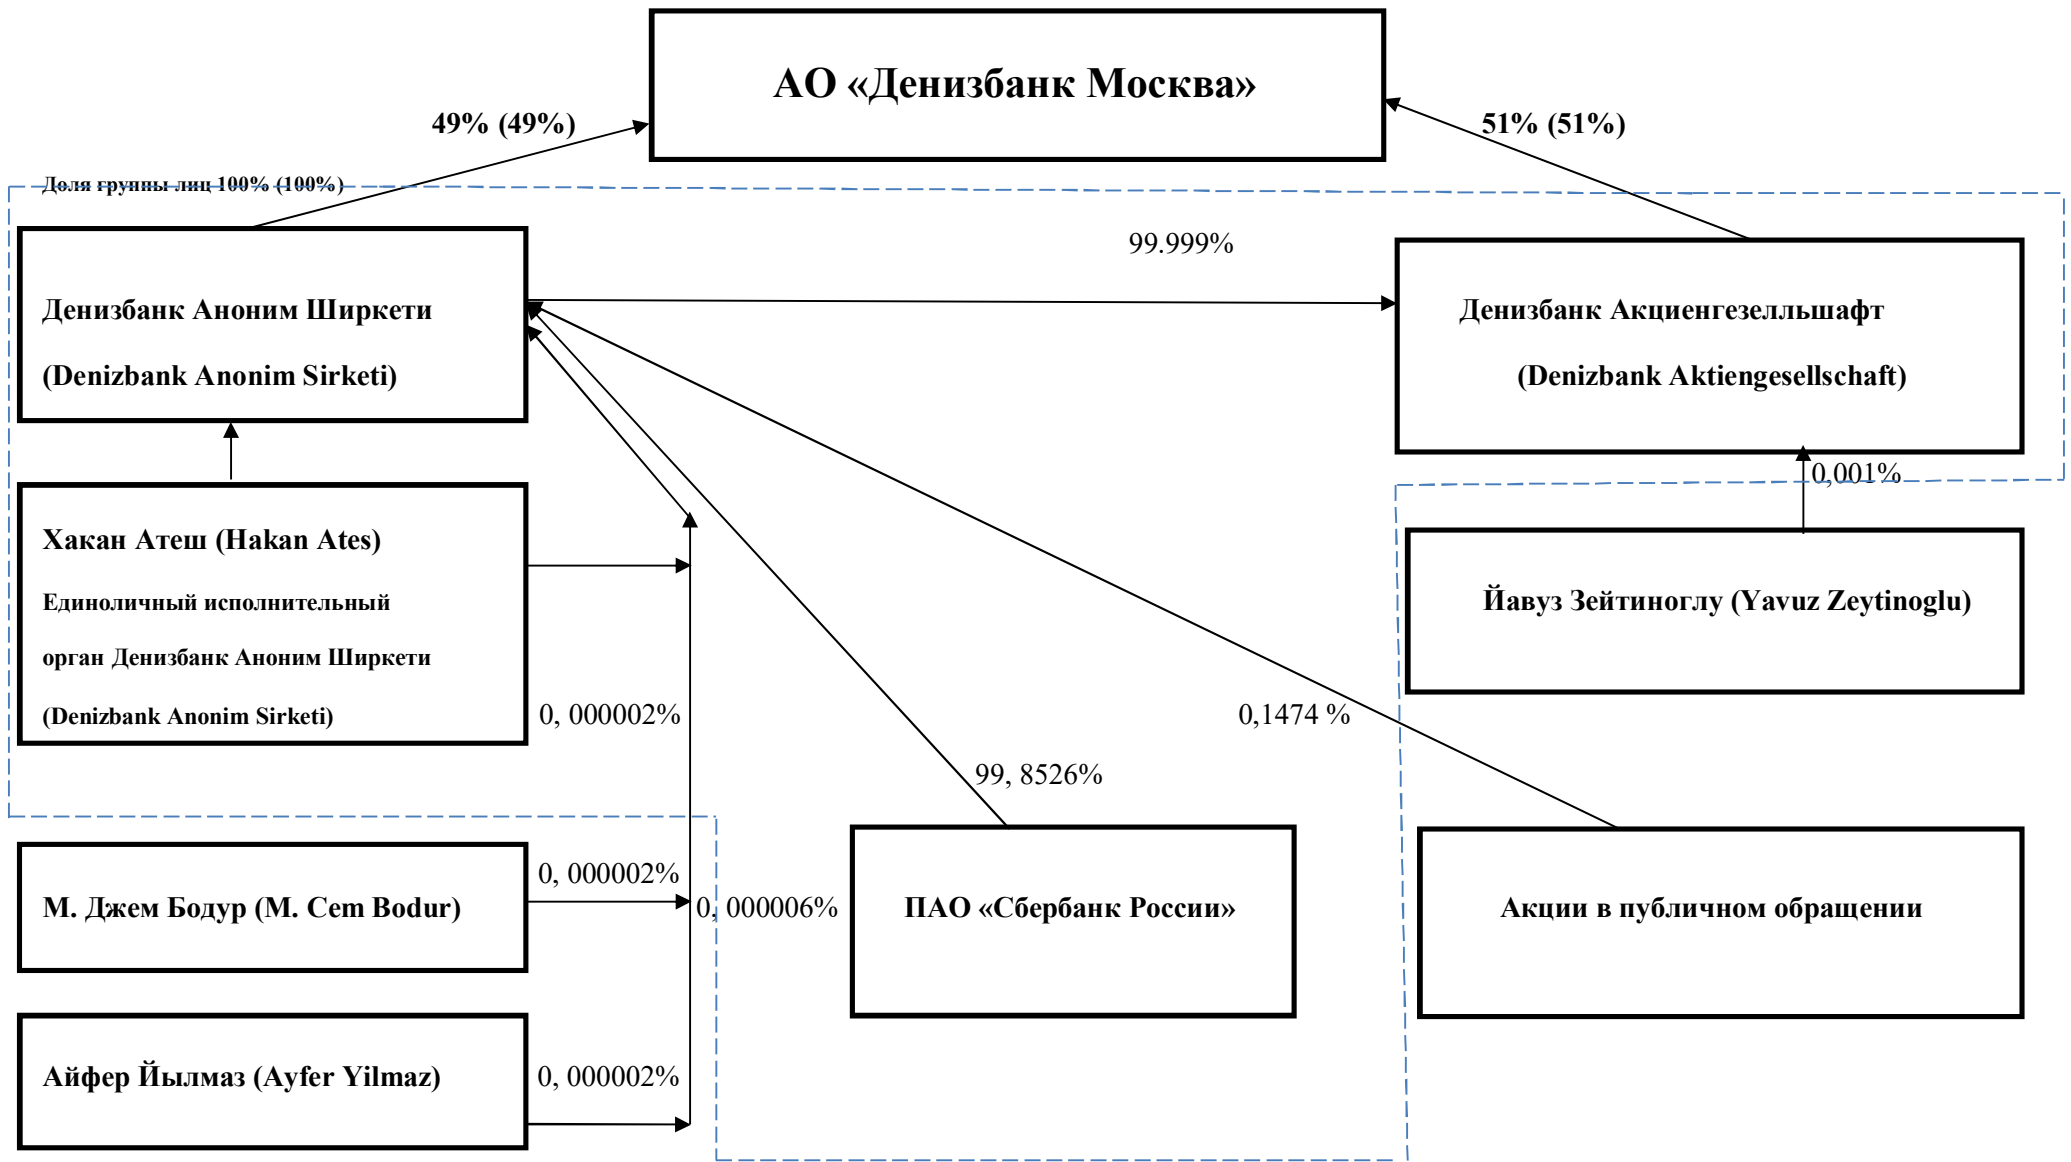 АО «Денизбанк Москва»
49% (49%)
51% (51%)
Доля группы лиц 100% (100%)
99.999%
Денизбанк Аноним Ширкети
(Denizbank Anonim Sirketi)
Денизбанк Акциенгезелльшафт
(Denizbank Aktiengesellschaft)
0,001%
Хакан Атеш (Hakan Ates)
Единоличный исполнительный
орган Денизбанк Аноним Ширкети
(Denizbank Anonim Sirketi)
Йавуз Зейтиноглу (Yavuz Zeytinoglu)
0, 000002%
0,1474 %
99, 8526%
М. Джем Бодур (M. Cem Bodur)
0, 000002%
0, 000006%
ПАО «Сбербанк России»
Акции в публичном обращении
Айфер Йылмаз (Ayfer Yilmaz)
0, 000002%